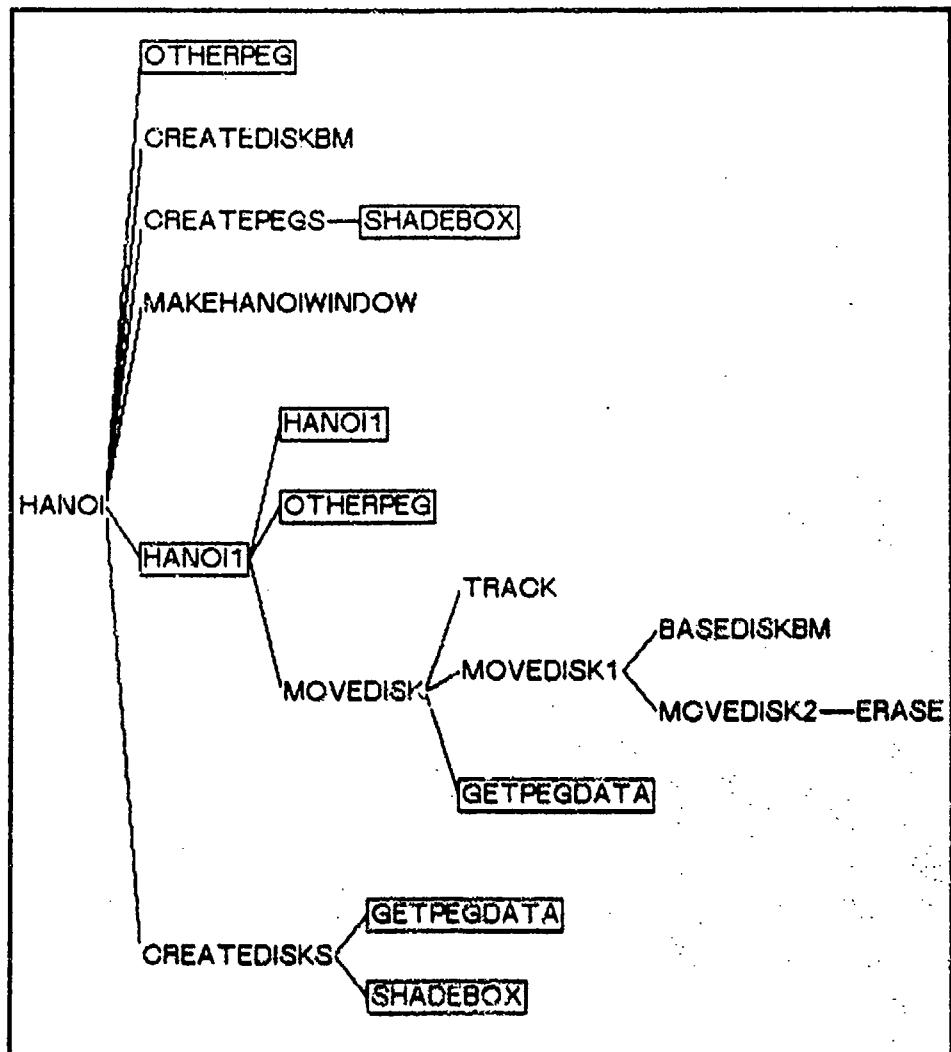 OTHERPEG
CREATEDISKBM
CREATEPEGS SHADEBOX
MAKEHANOIWINDOW
HANOI1
HANOI OTHERPEG
HANOI1
TRACK
BASEDISKBM
MOVEDISK1
MOVEDISK
MOVEDISK2 ERASE
GETPEGDATA
GETPEGDATA
CREATEDISKS
SHADEBOX